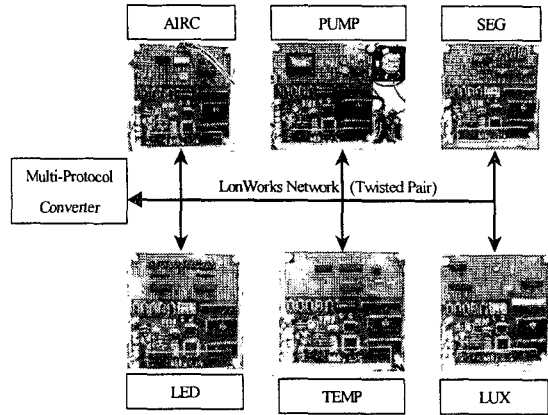 AIRC
PUMP
SEG
Multi-Protocol
Converter
LonWorks Network (Twisted Pair)
LED
TEMP
LUX